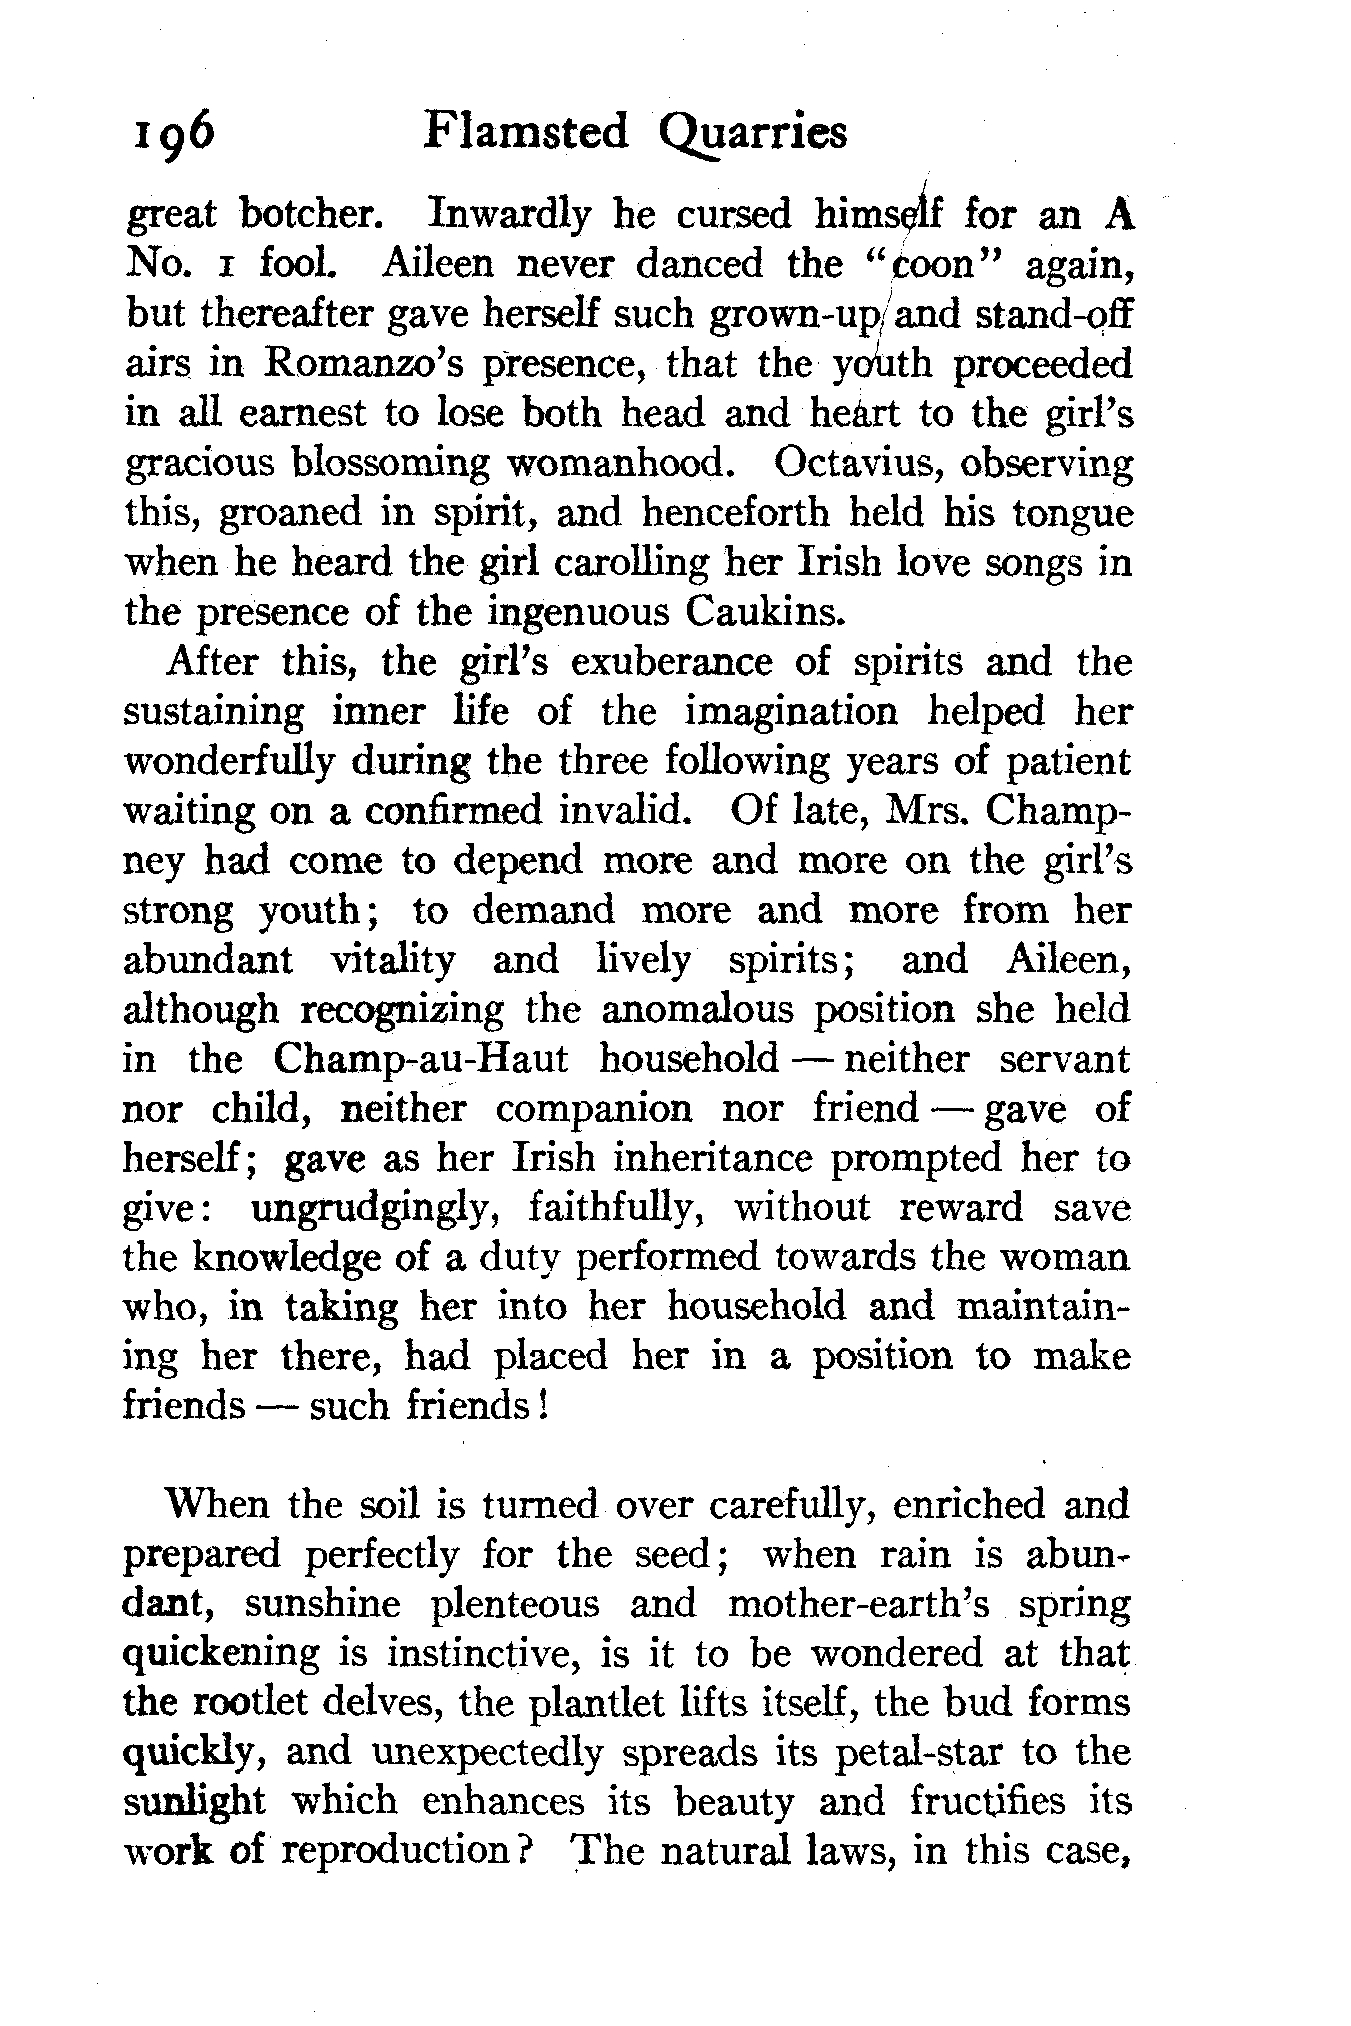 196 Flamsted Quarries
great botcher. Inwardly he cursed himself for an A
No. 1 fool. Aileen never danced the "coon" again,
but thereafter gave herself such grown-up and stand-off
airs in Romanzo's presence, that the youth proceeded
in all earnest to lose both head and heart to the girl's
gracious blossoming womanhood. Octavius, observing
this, groaned in spirit, and henceforth held his tongue
when he heard the girl carolling her Irish love songs in
the presence of the ingenuous Caukins.
After this, the girl's exuberance of spirits and the
sustaining inner life of the imagination helped her
wonderfully during the three following years of patient
waiting on a confirmed invalid. Of late, Mrs. Champ-
ney had come to depend more and more on the girl's
strong youth; to demand more and more from her
abundant vitality and lively spirits; and Aileen,
although recognizing the anomalous position she held
in the Champ-au-Haut household — neither servant
nor child, neither companion nor friend — gave of
herself; gave as her Irish inheritance prompted her to
give: ungrudgingly, faithfully, without reward save
the knowledge of a duty performed towards the woman
who, in taking her into her household and maintain-
ing her there, had placed her in a position to make
friends — such friends!
When the soil is turned over carefully, enriched and
prepared perfectly for the seed; when rain is abun-
dant, sunshine plenteous and mother-earth's spring
quickening is instinctive, is it to be wondered at that
the rootlet delves, the plantlet lifts itself, the bud forms
quickly, and unexpectedly spreads its petal-star to the
sunlight which enhances its beauty and fructifies its
work of reproduction? The natural laws, in this case,